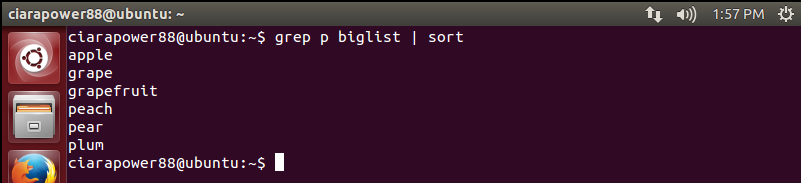 ciarapower88@ubuntu: ~ 1:57 PM
ciarapower88@ubuntu:~$ grep p biglist | sort
apple
grape
grapefruit
peach
pear
plum
ciarapower88@ubuntu:~$